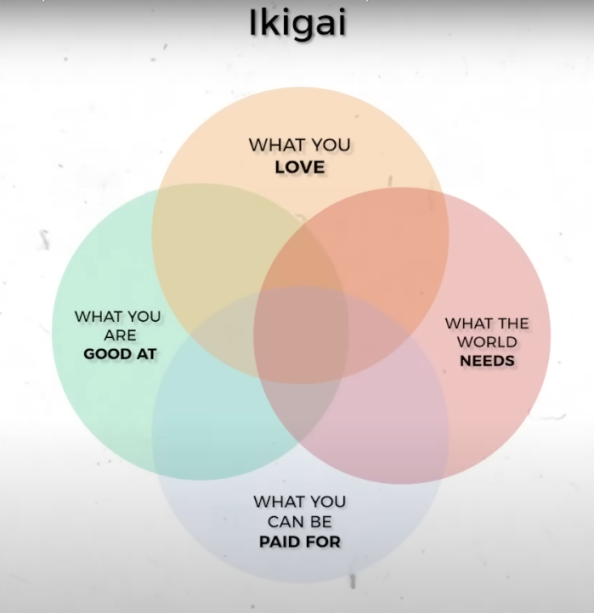 Ikigai
WHAT YOU
LOVE
WHAT YOU
ARE
GOOD AT
WHAT THE
WORLD
NEEDS
WHAT YOU
CAN BE
PAID FOR